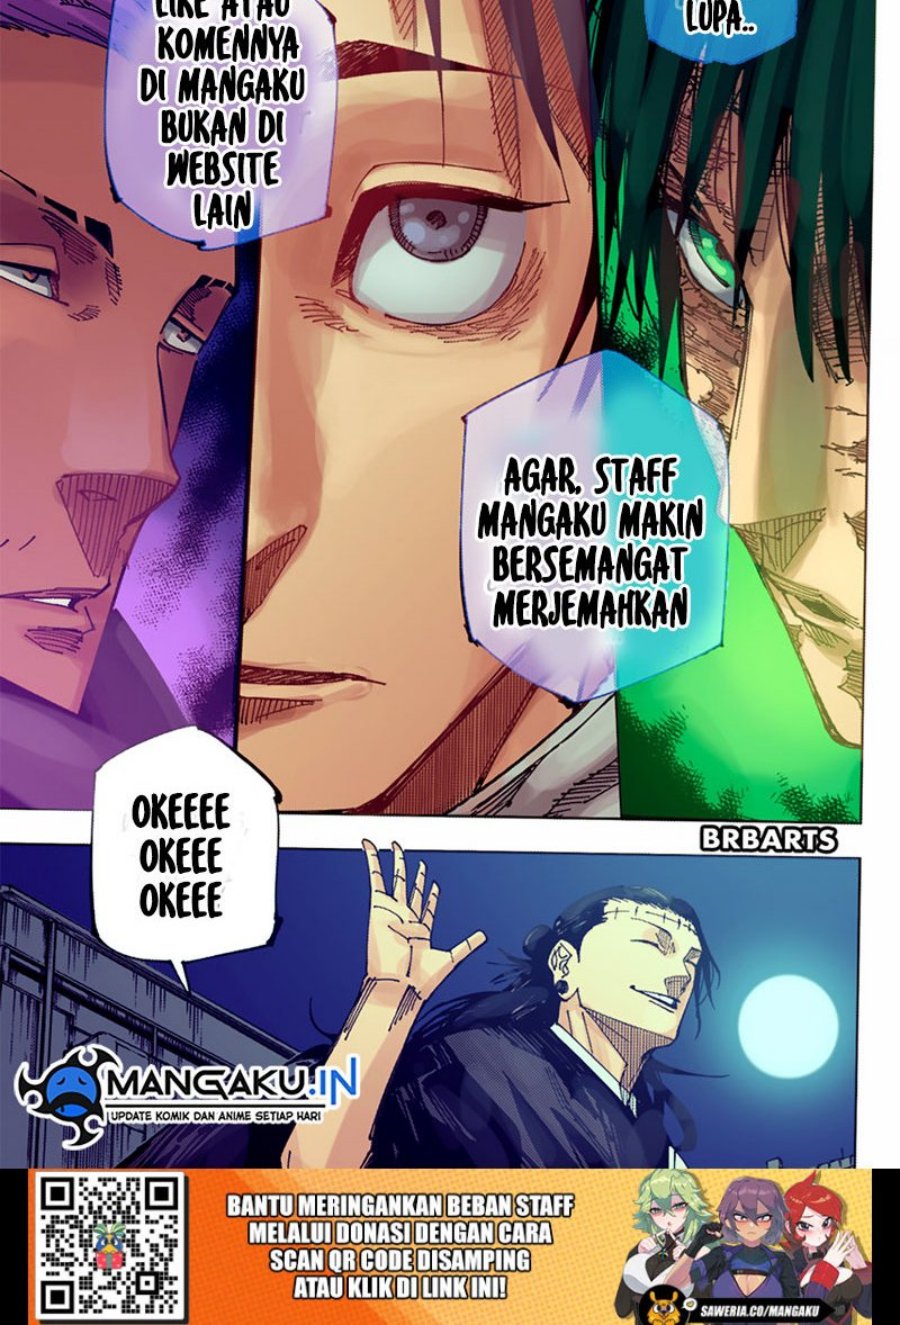 LIKE ATAU
KOMENNYA
DI MANGAKU
BUKAN DI
WEBSITE
LAIN
LUPA..
AGAR, STAFF
MANGAKU MAKIN
BERSEMANGAT
MERJEMAHKAN
BRBARTS
OKEEEE
OKEEE
OKEEE
MANGAKU.IN
UPDATE KOMIK DAN ANIME SETIAP HARI
BANTU MERINGANKAN BEBAN STAFF
MELALUI DONASI DENGAN CARA
SCAN QR CODE DISAMPING
ATAU KLIK DI LINK INI!
SAWERIA.CO/MANGAKU